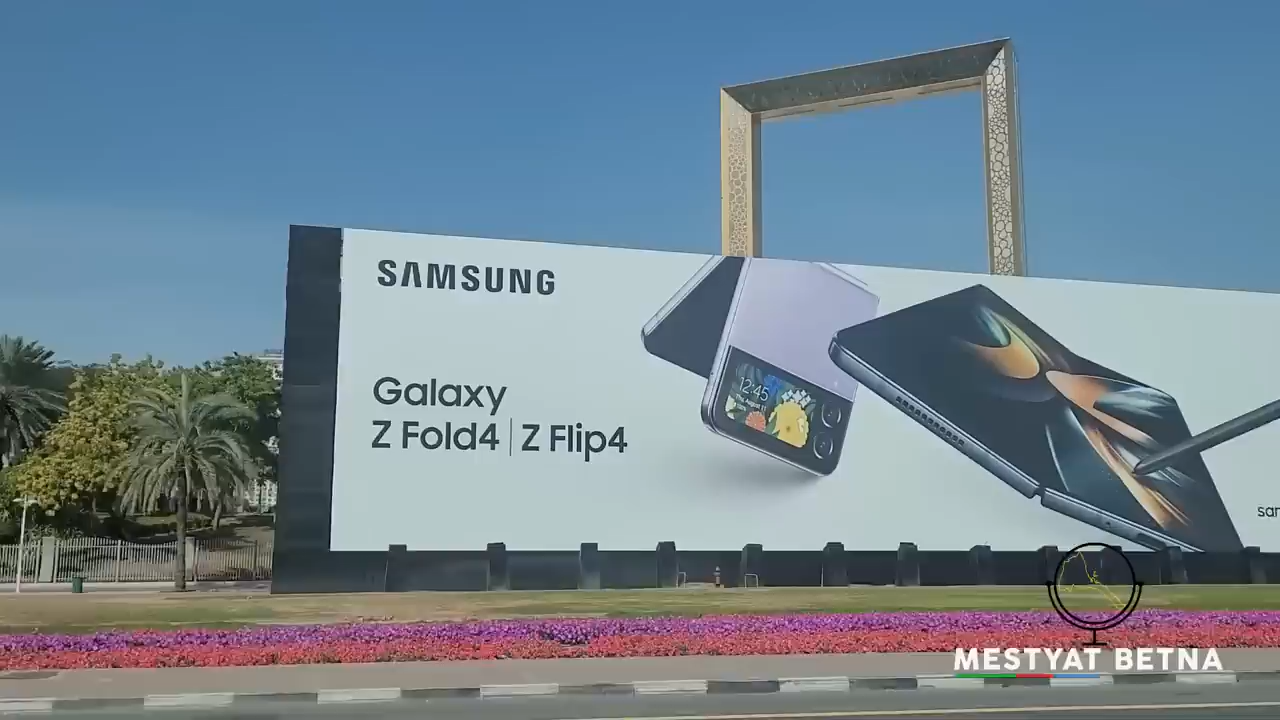 SAMSUNG
Galaxy
Z Fold4 | Z Flip4
12:45
MESTYAT BETNA